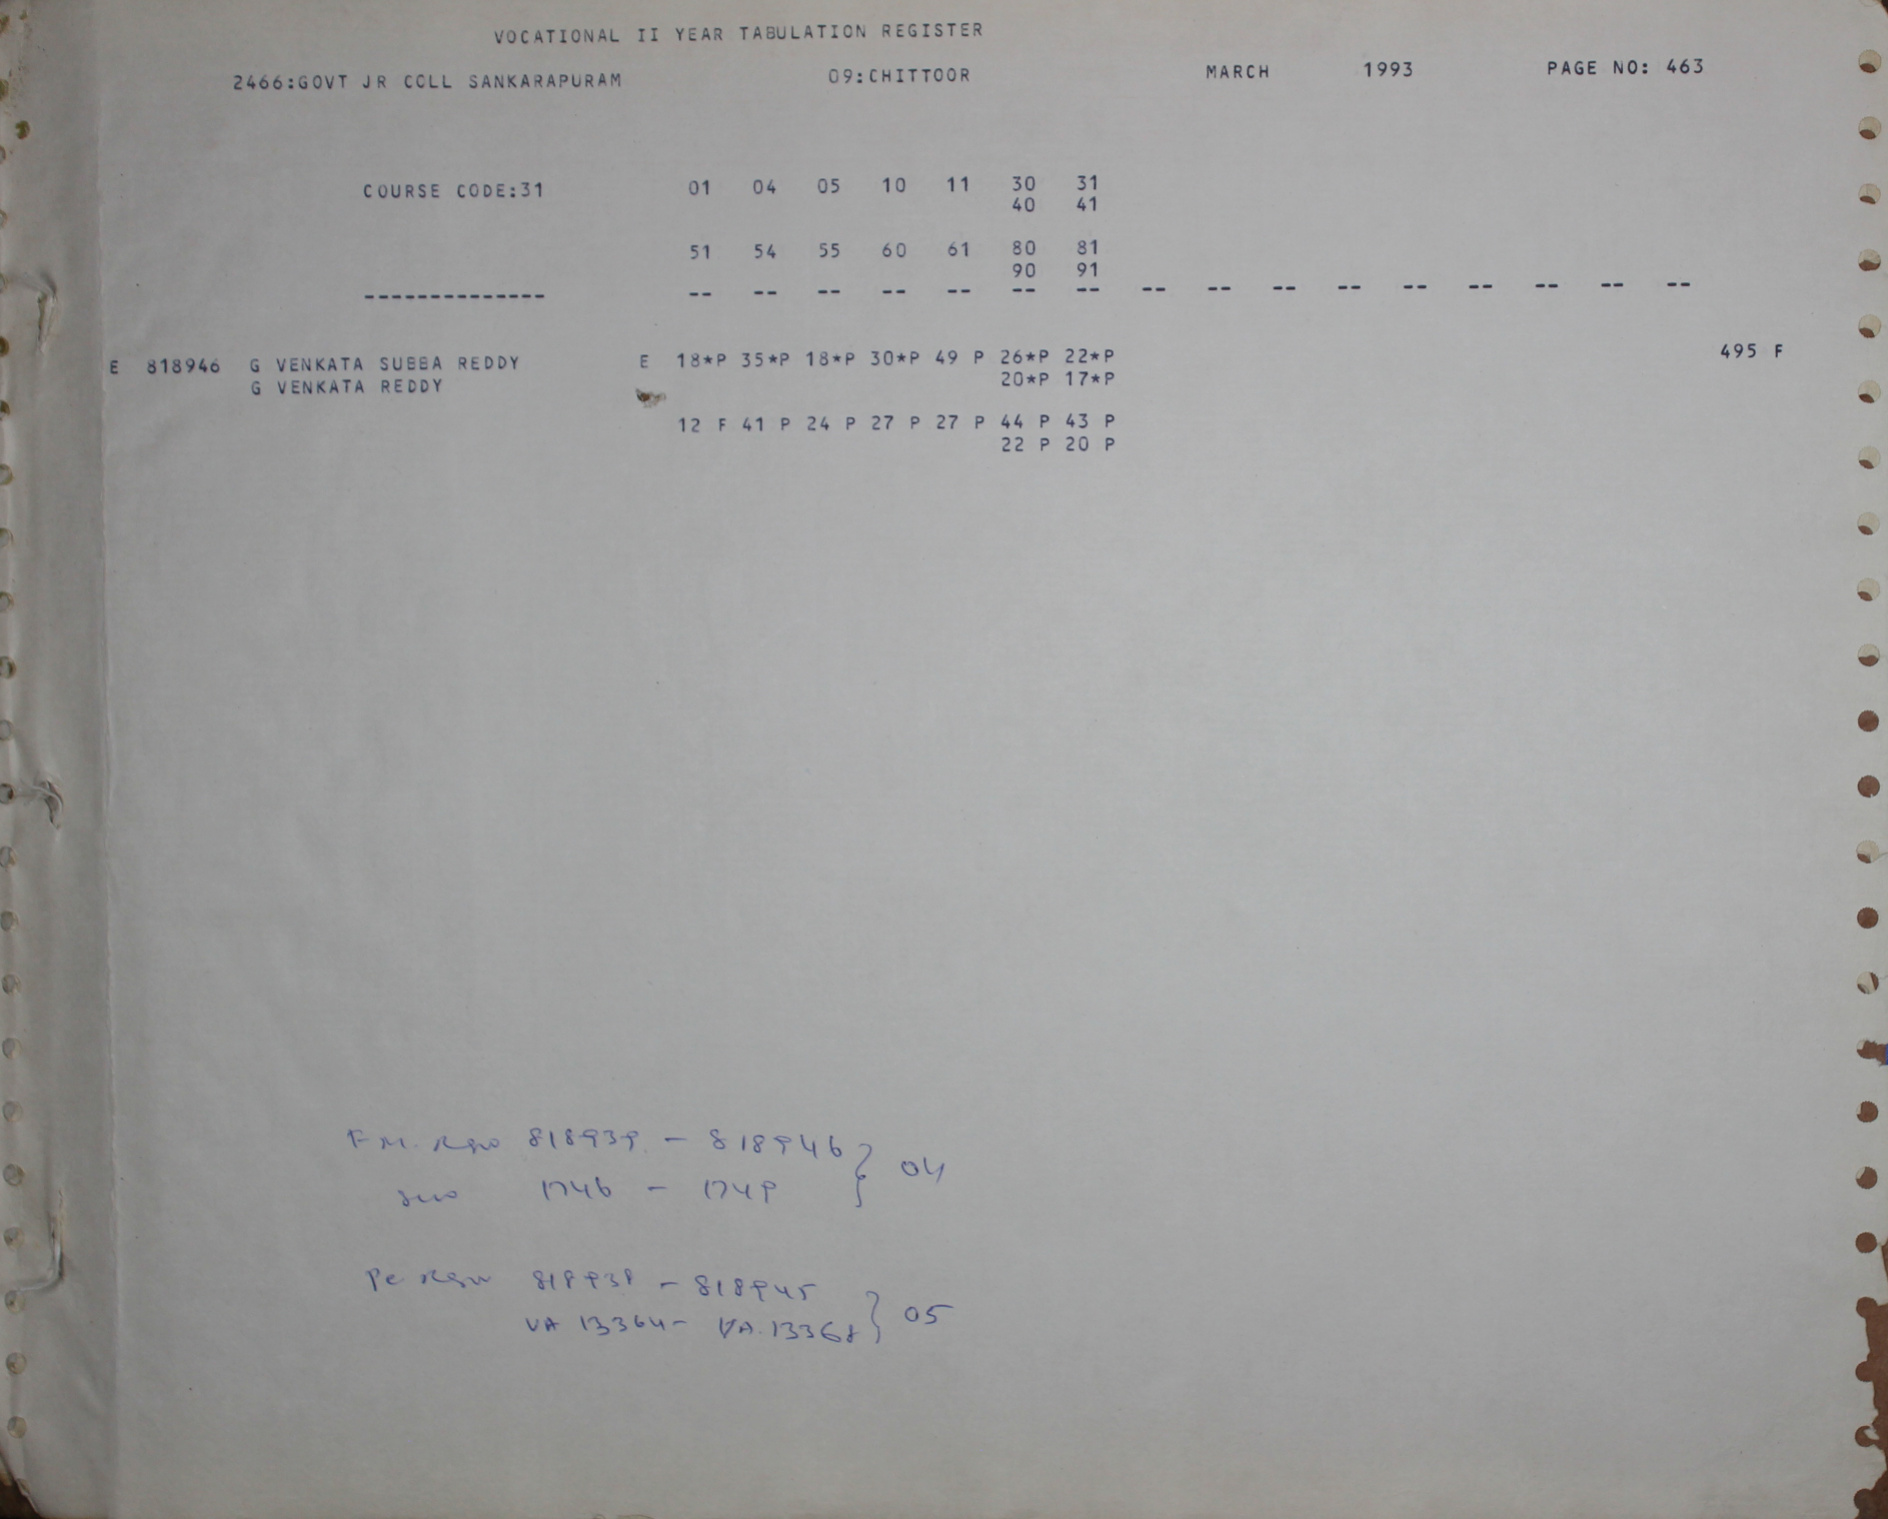 VOCATIONAL II YEAR TABULATION REGISTER
2466:GOVT JR COLL SANKARAPURAM 09:CHITTOOR MARCH 1993 PAGE NO: 463
COURSE CODE:31 01 04 05 10 11 30 31
40 41
51 54 55 60 61 80 81
90 91
-------------- -- -- -- -- -- -- -- -- -- -- -- -- -- -- -- --
E 818946 G VENKATA SUBBA REDDY E 18*P 35*P 18*P 30*P 49 P 26*P 22*P 495 F
G VENKATA REDDY 20*P 17*P
12 F 41 P 24 P 27 P 27 P 44 P 43 P
22 P 20 P
F M. 818939 - 818946 } 04
1746 - 1749
Pc 818938 - 818945 } 05
VA 13364 - VA. 13368